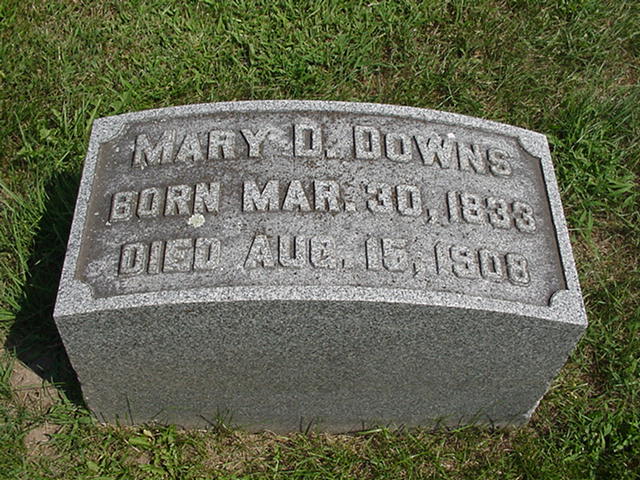 MARY D. DOWNS
BORN MAR. 30, 1833
DIED AUG. 15, 1908